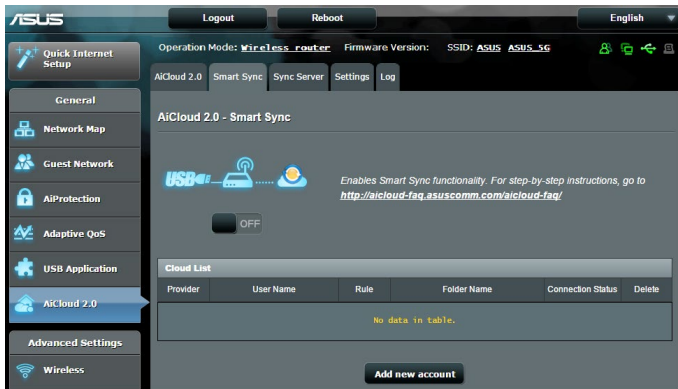 ASUS
Logout
Reboot
English
Quick Internet
Setup
Operation Mode: Wireless router Firmware Version: SSID: ASUS ASUS_5G
AiCloud 2.0
Smart Sync
Sync Server
Settings
Log
General
Network Map
Guest Network
AiProtection
Adaptive QoS
USB Application
AiCloud 2.0
Advanced Settings
Wireless
AiCloud 2.0 - Smart Sync
USB
Enables Smart Sync functionality. For step-by-step instructions, go to
http://aicloud-faq.asuscomm.com/aicloud-faq/
OFF
Cloud List
Provider User Name Rule Folder Name Connection Status Delete
No data in table.
Add new account